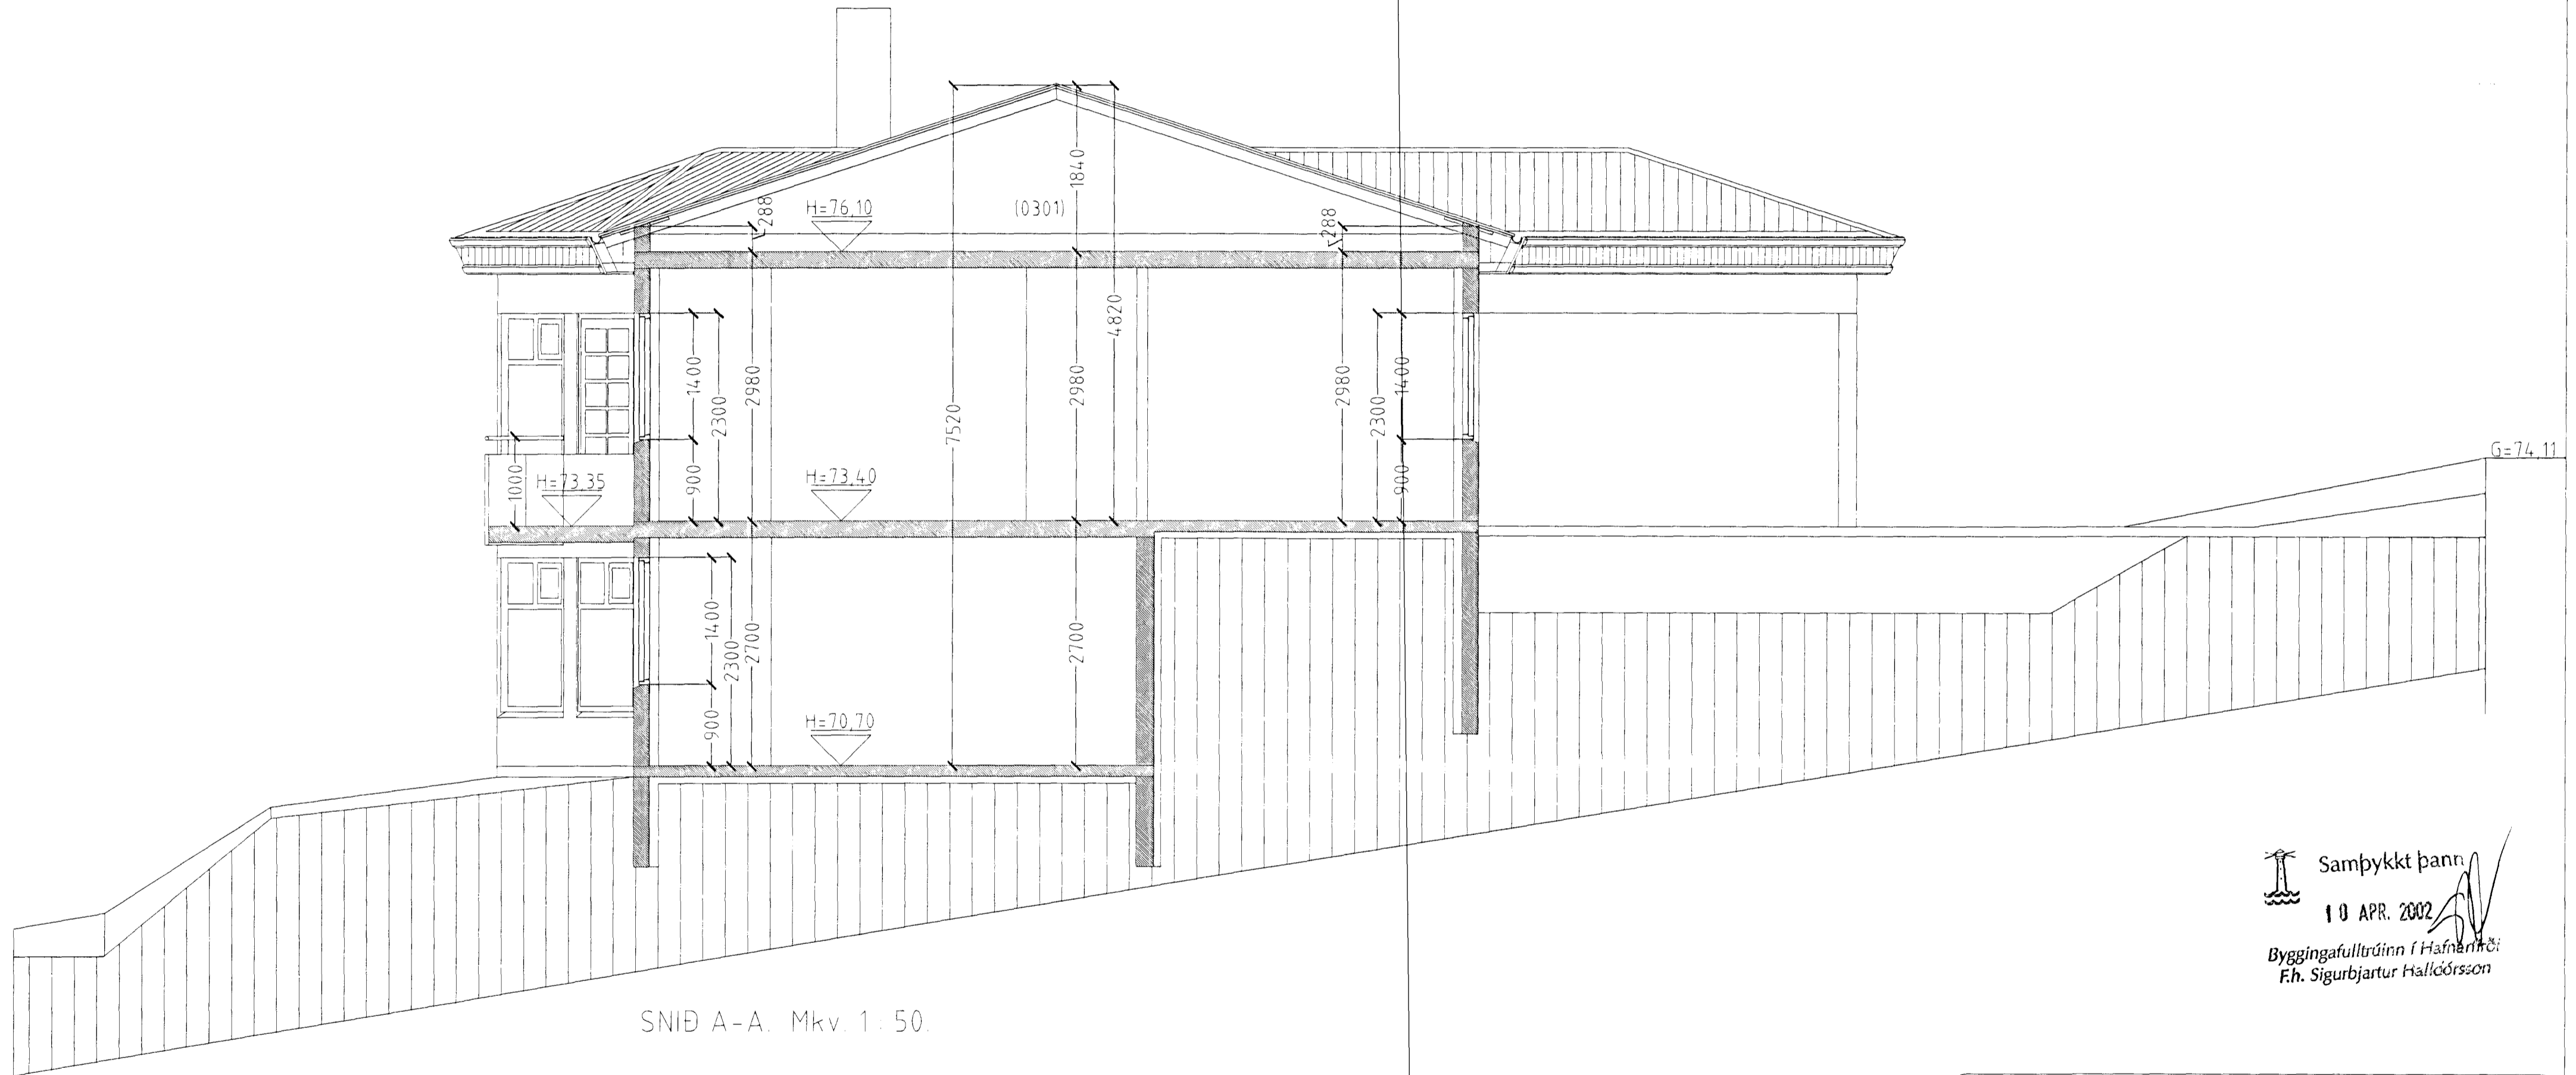 1840
288
H=76,10
(0301)
288
4820
1400
2300
2980
7520
2980
2980
2300
1400
G=74,11
1000
H=73,35
900
H=73,40
900
1400
2300
2700
2700
900
H=70,70
Samþykkt þann
10 APR. 2002
Byggingafulltrúinn í Hafnarfirði
F.h. Sigurbjartur Halldórsson
SNIÐ A-A. Mkv. 1:50.